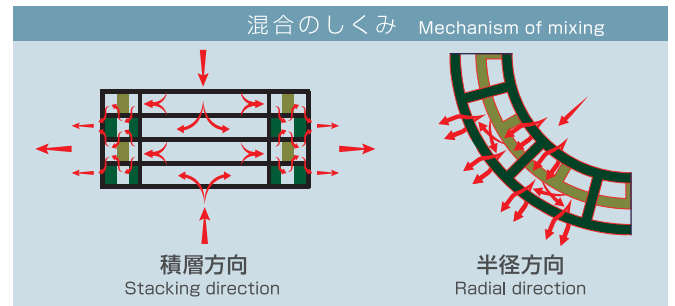 混合のしくみ Mechanism of mixing
積層方向
Stacking direction
半径方向
Radial direction